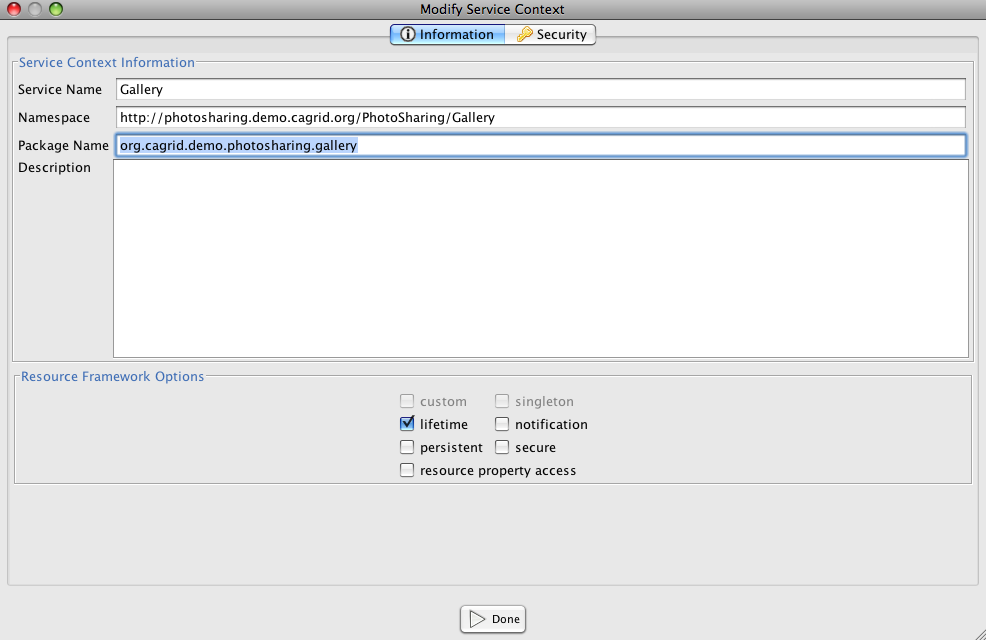 Modify Service Context
Information Security
Service Context Information
Service Name Gallery
Namespace http://photosharing.demo.cagrid.org/PhotoSharing/Gallery
Package Name org.cagrid.demo.photosharing.gallery
Description
Resource Framework Options
custom singleton
lifetime notification
persistent secure
resource property access
Done